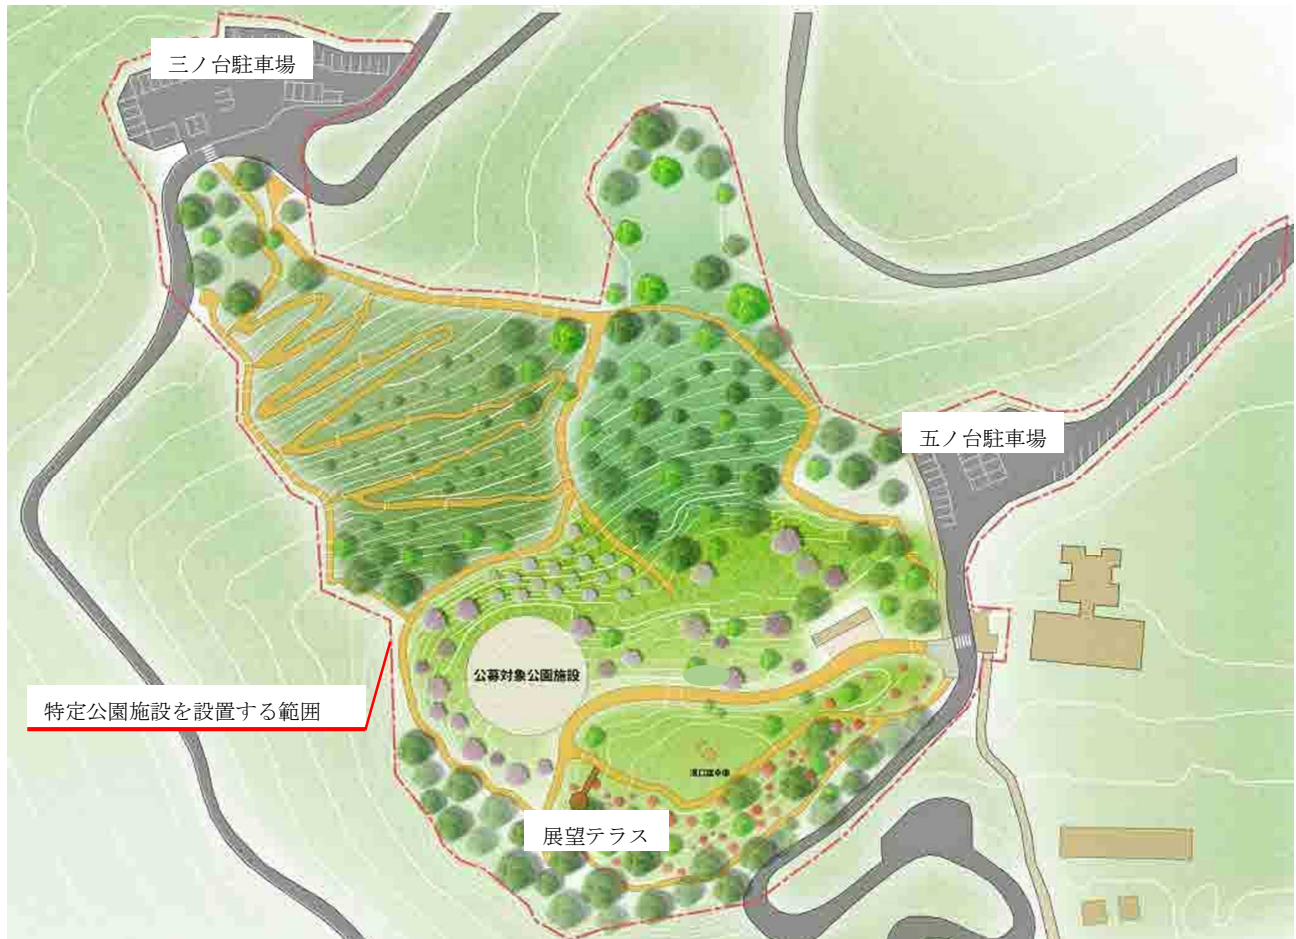 三ノ台駐車場
五ノ台駐車場
公募対象公園施設
特定公園施設を設置する範囲
展望テラス